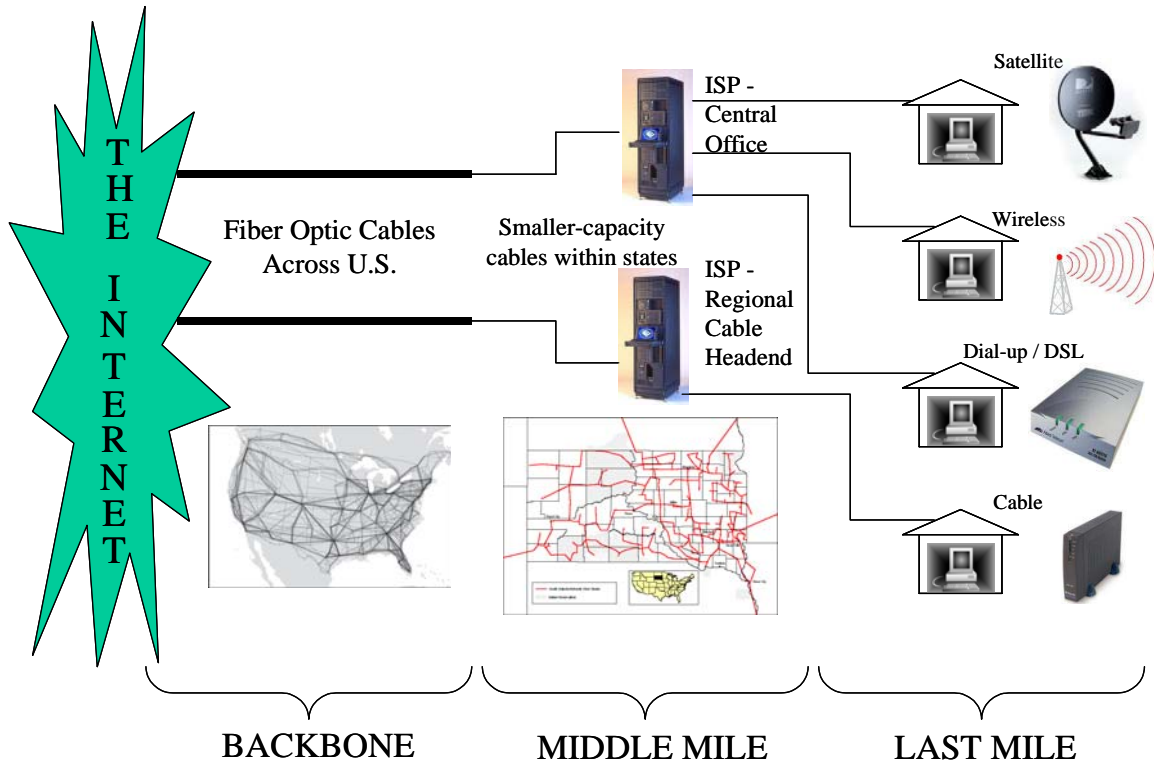 THE INTERNET
Fiber Optic Cables
Across U.S.
Smaller-capacity
cables within states
ISP -
Central
Office
ISP -
Regional
Cable
Headend
Satellite
Wireless
Dial-up / DSL
Cable
BACKBONE
MIDDLE MILE
LAST MILE